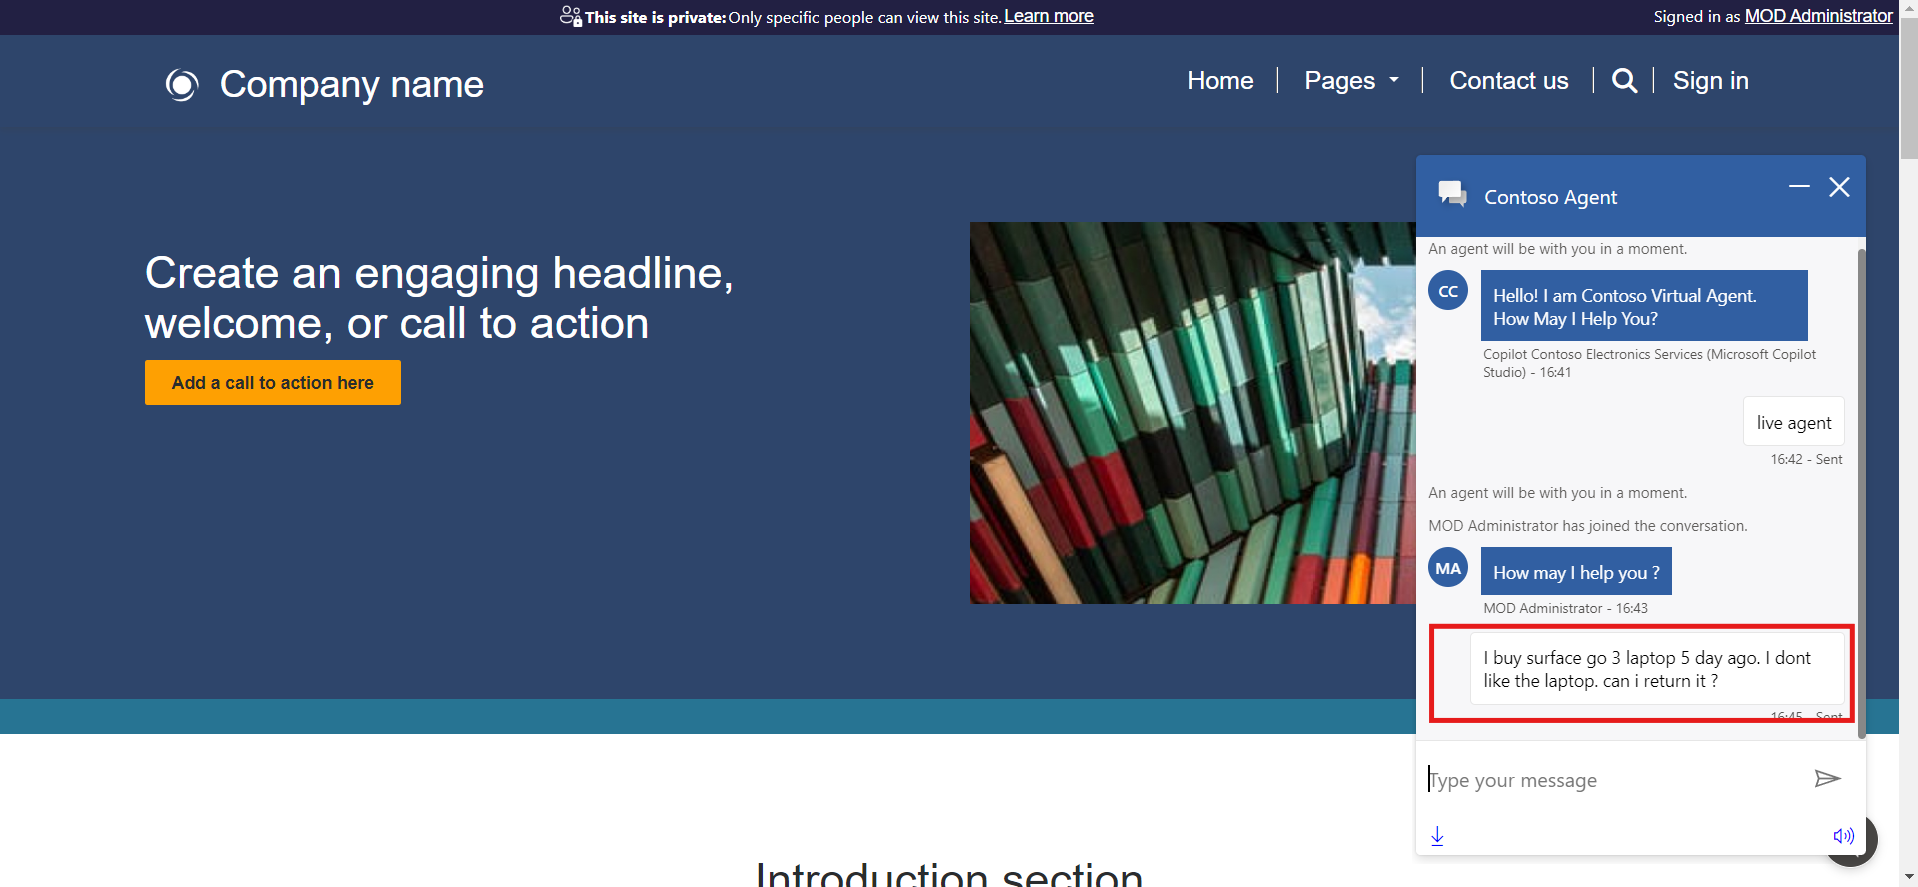 This site is private: Only specific people can view this site. Learn more
Signed in as MOD Administrator
Company name
Home
Pages
Contact us
Sign in
Create an engaging headline,
welcome, or call to action
Add a call to action here
Introduction section
Contoso Agent
An agent will be with you in a moment.
CC
Hello! I am Contoso Virtual Agent.
How May I Help You?
Copilot Contoso Electronics Services (Microsoft Copilot
Studio) - 16:41
live agent
16:42 - Sent
An agent will be with you in a moment.
MOD Administrator has joined the conversation.
MA
How may I help you ?
MOD Administrator - 16:43
I buy surface go 3 laptop 5 day ago. I dont
like the laptop. can i return it ?
16:45 - Sent
Type your message